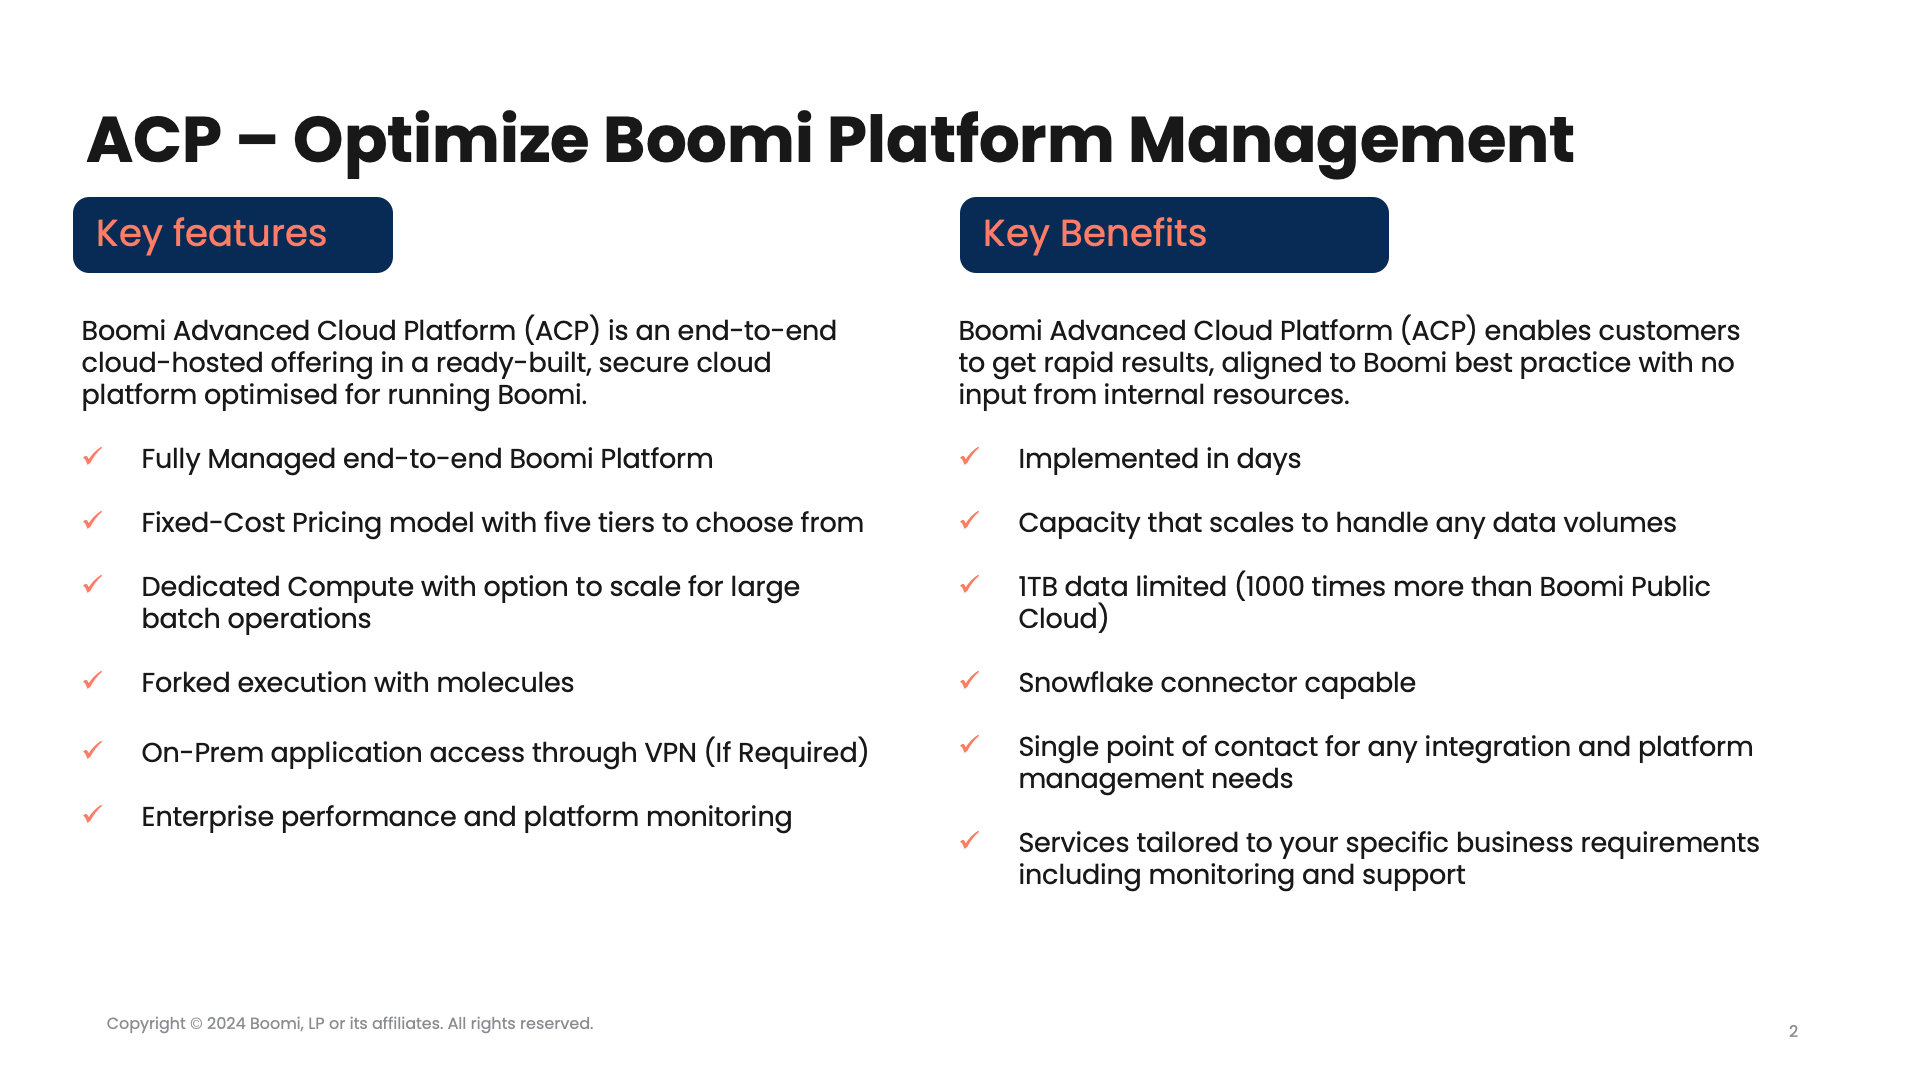 ACP – Optimize Boomi Platform Management
Key features
Boomi Advanced Cloud Platform (ACP) is an end-to-end
cloud-hosted offering in a ready-built, secure cloud
platform optimised for running Boomi.
✓ Fully Managed end-to-end Boomi Platform
✓ Fixed-Cost Pricing model with five tiers to choose from
✓ Dedicated Compute with option to scale for large
batch operations
✓ Forked execution with molecules
✓ On-Prem application access through VPN (If Required)
✓ Enterprise performance and platform monitoring
Key Benefits
Boomi Advanced Cloud Platform (ACP) enables customers
to get rapid results, aligned to Boomi best practice with no
input from internal resources.
✓ Implemented in days
✓ Capacity that scales to handle any data volumes
✓ 1TB data limited (1000 times more than Boomi Public
Cloud)
✓ Snowflake connector capable
✓ Single point of contact for any integration and platform
management needs
✓ Services tailored to your specific business requirements
including monitoring and support
Copyright © 2024 Boomi, LP or its affiliates. All rights reserved.
2